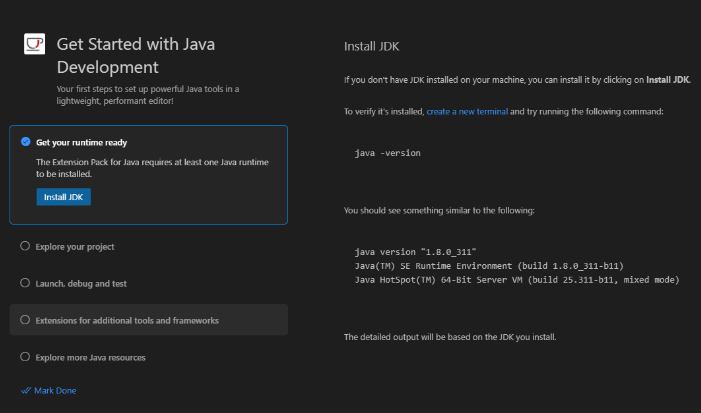 Get Started with Java
Development
Your first steps to set up powerful Java tools in a
lightweight, performant editor!
Get your runtime ready
The Extension Pack for Java requires at least one Java runtime
to be installed.
Install JDK
Explore your project
Launch, debug and test
Extensions for additional tools and frameworks
Explore more Java resources
Mark Done
Install JDK
If you don't have JDK installed on your machine, you can install it by clicking on Install JDK.
To verify it's installed, create a new terminal and try running the following command:
java -version
You should see something similar to the following:
java version "1.8.0_311"
Java(TM) SE Runtime Environment (build 1.8.0_311-b11)
Java HotSpot(TM) 64-Bit Server VM (build 25.311-b11, mixed mode)
The detailed output will be based on the JDK you install.